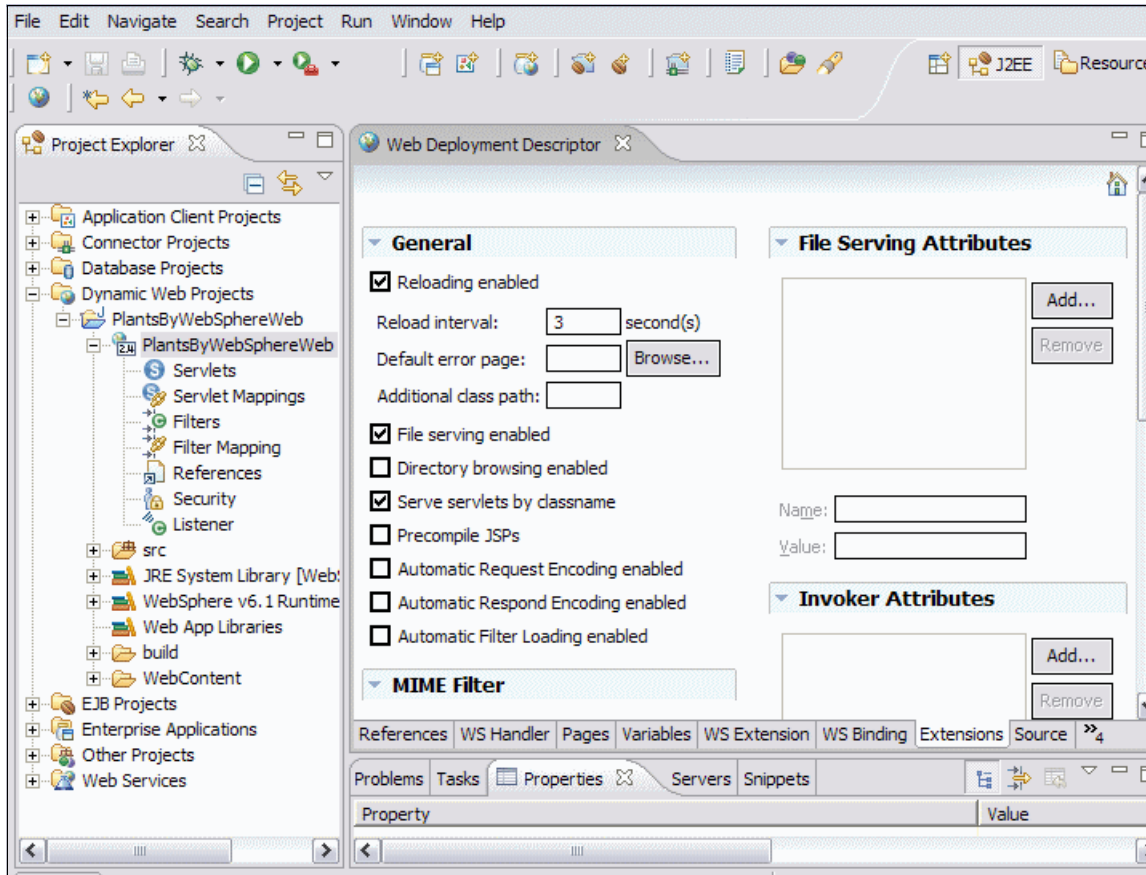 File Edit Navigate Search Project Run Window Help
J2EE Resource
Project Explorer
Application Client Projects
Connector Projects
Database Projects
Dynamic Web Projects
PlantsByWebSphereWeb
2.4 PlantsByWebSphereWeb
Servlets
Servlet Mappings
Filters
Filter Mapping
References
Security
Listener
src
JRE System Library [Web
WebSphere v6.1 Runtime
Web App Libraries
build
WebContent
EJB Projects
Enterprise Applications
Other Projects
Web Services
Web Deployment Descriptor
General
Reloading enabled
Reload interval: 3 second(s)
Default error page: Browse...
Additional class path:
File serving enabled
Directory browsing enabled
Serve servlets by classname
Precompile JSPs
Automatic Request Encoding enabled
Automatic Respond Encoding enabled
Automatic Filter Loading enabled
MIME Filter
File Serving Attributes
Add...
Remove
Name:
Value:
Invoker Attributes
Add...
Remove
References WS Handler Pages Variables WS Extension WS Binding Extensions Source »4
Problems Tasks Properties Servers Snippets
Property Value